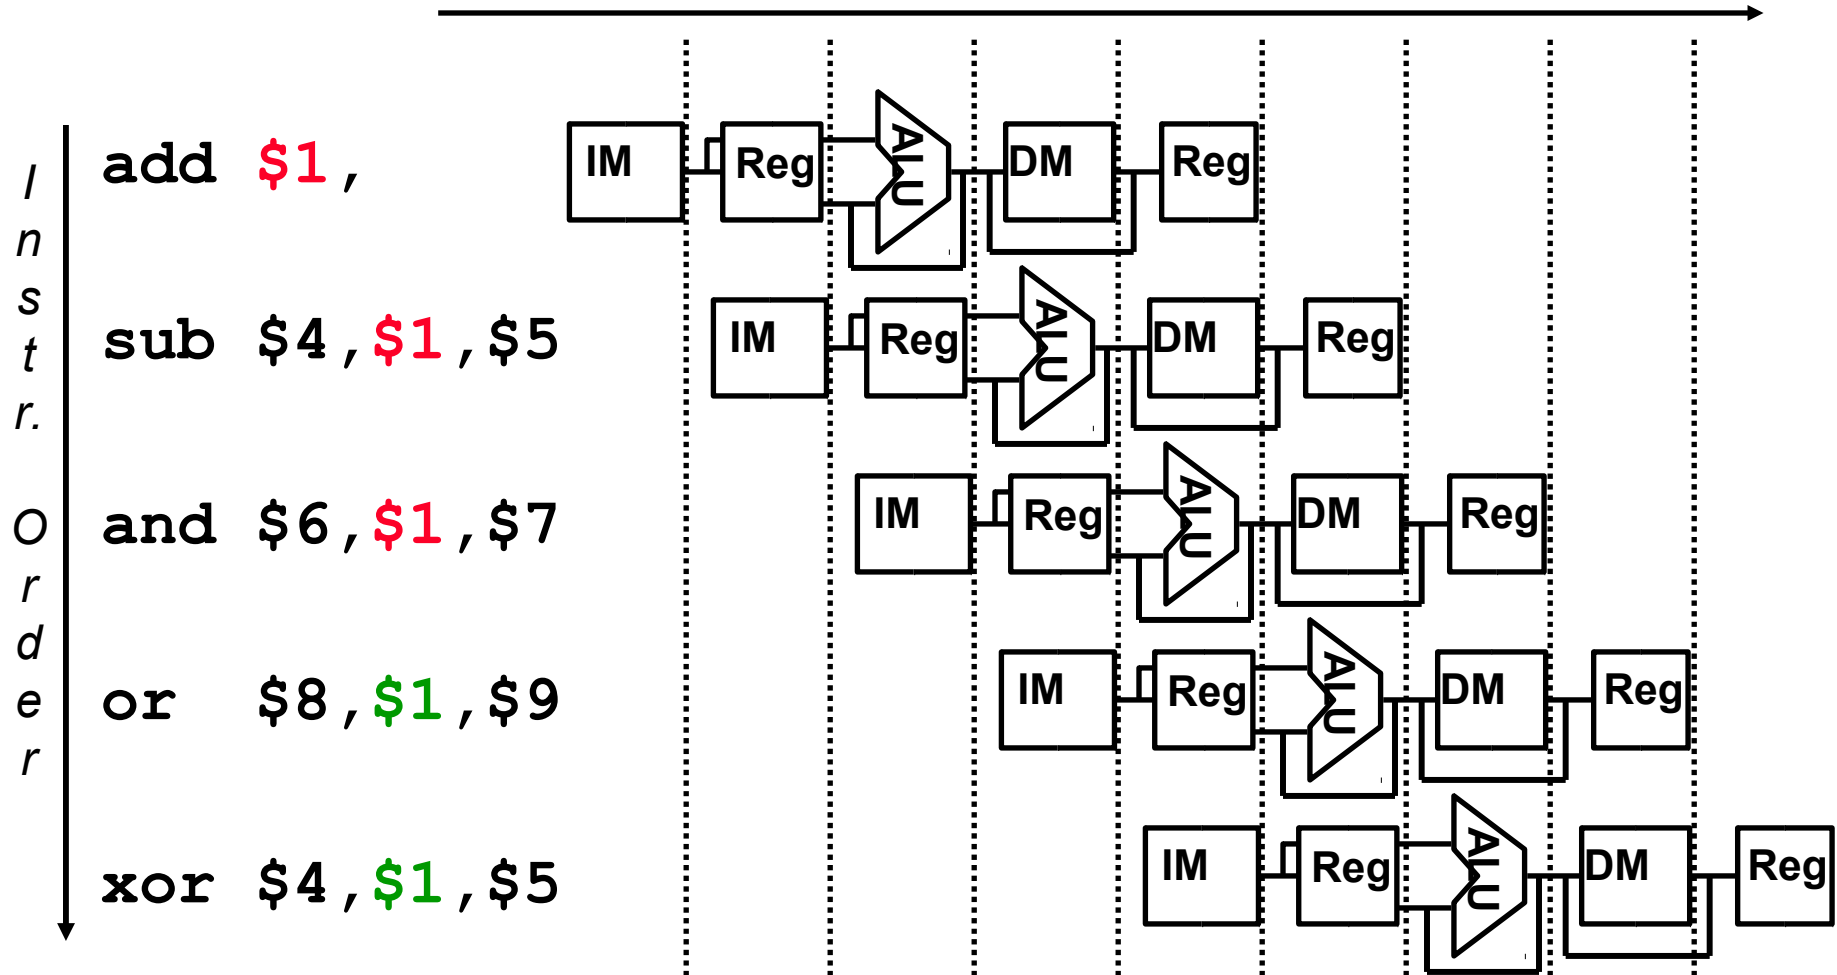 Instr. Order
add $1,
IM Reg ALU DM Reg
sub $4,$1,$5
IM Reg ALU DM Reg
and $6,$1,$7
IM Reg ALU DM Reg
or $8,$1,$9
IM Reg ALU DM Reg
xor $4,$1,$5
IM Reg ALU DM Reg